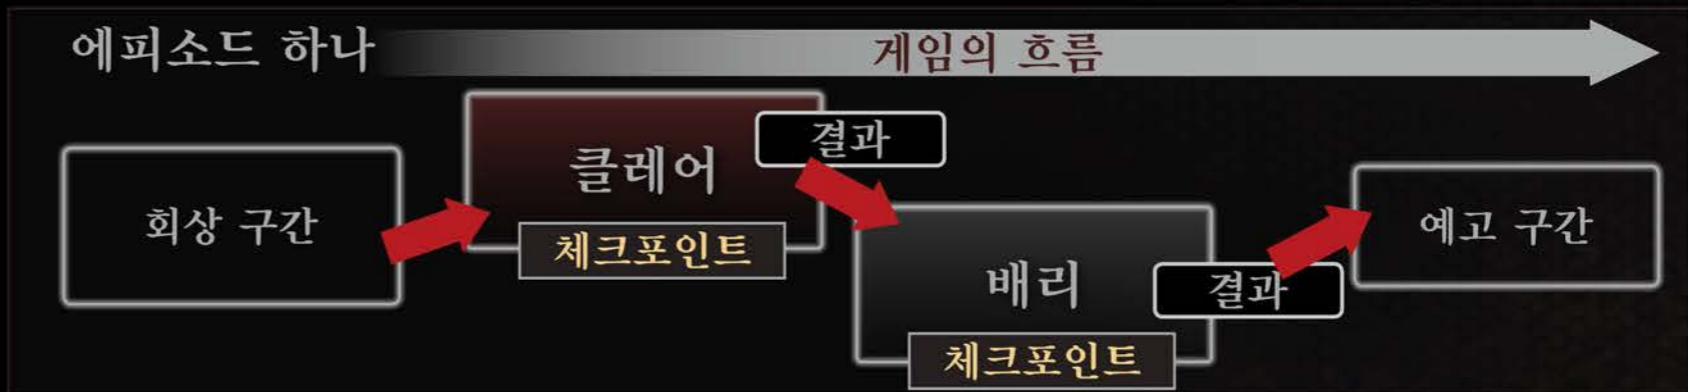 에피소드 하나
게임의 흐름
회상 구간
클레어
결과
체크포인트
배리
결과
체크포인트
예고 구간